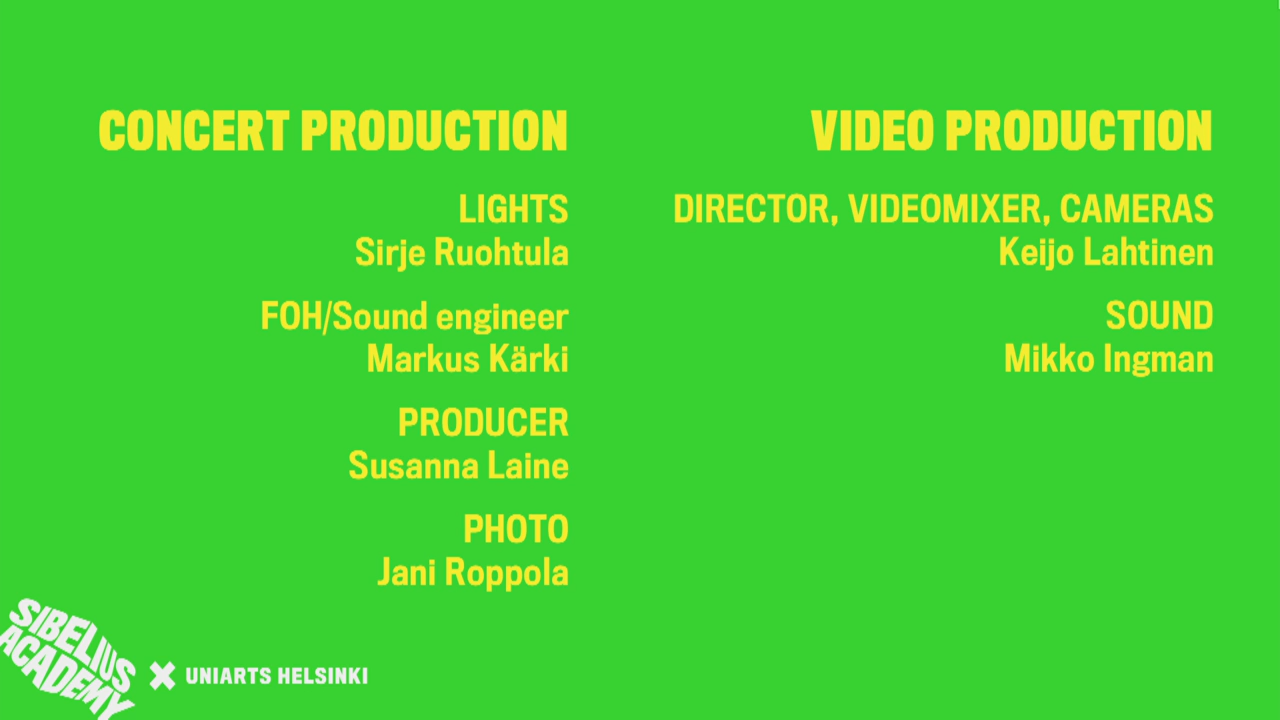 CONCERT PRODUCTION
LIGHTS
Sirje Ruohtula
FOH/Sound engineer
Markus Kärki
PRODUCER
Susanna Laine
PHOTO
Jani Roppola
VIDEO PRODUCTION
DIRECTOR, VIDEOMIXER, CAMERAS
Keijo Lahtinen
SOUND
Mikko Ingman
SIBELIUS
ACADEMY
UNIARTS HELSINKI